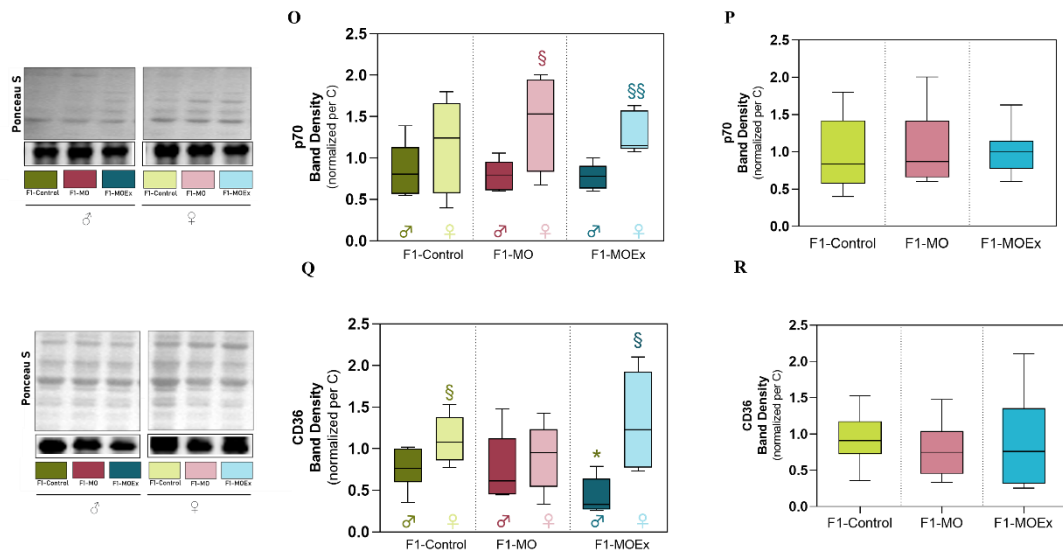 O
P
Ponceau S
F1-Control F1-MO F1-MOEx F1-Control F1-MO F1-MOEx
♂ ♀
p70
Band Density
(normalized per C)
2.5
2.0
1.5
1.0
0.5
0.0
§
§§
♂ ♀ ♂ ♀ ♂ ♀
F1-Control F1-MO F1-MOEx
p70
Band Density
(normalized per C)
2.5
2.0
1.5
1.0
0.5
0.0
F1-Control F1-MO F1-MOEx
Q
R
Ponceau S
F1-Control F1-MO F1-MOEx F1-Control F1-MO F1-MOEx
♂ ♀
CD36
Band Density
(normalized per C)
2.5
2.0
1.5
1.0
0.5
0.0
§
*
§
♂ ♀ ♂ ♀ ♂ ♀
F1-Control F1-MO F1-MOEx
CD36
Band Density
(normalized per C)
2.5
2.0
1.5
1.0
0.5
0.0
F1-Control F1-MO F1-MOEx